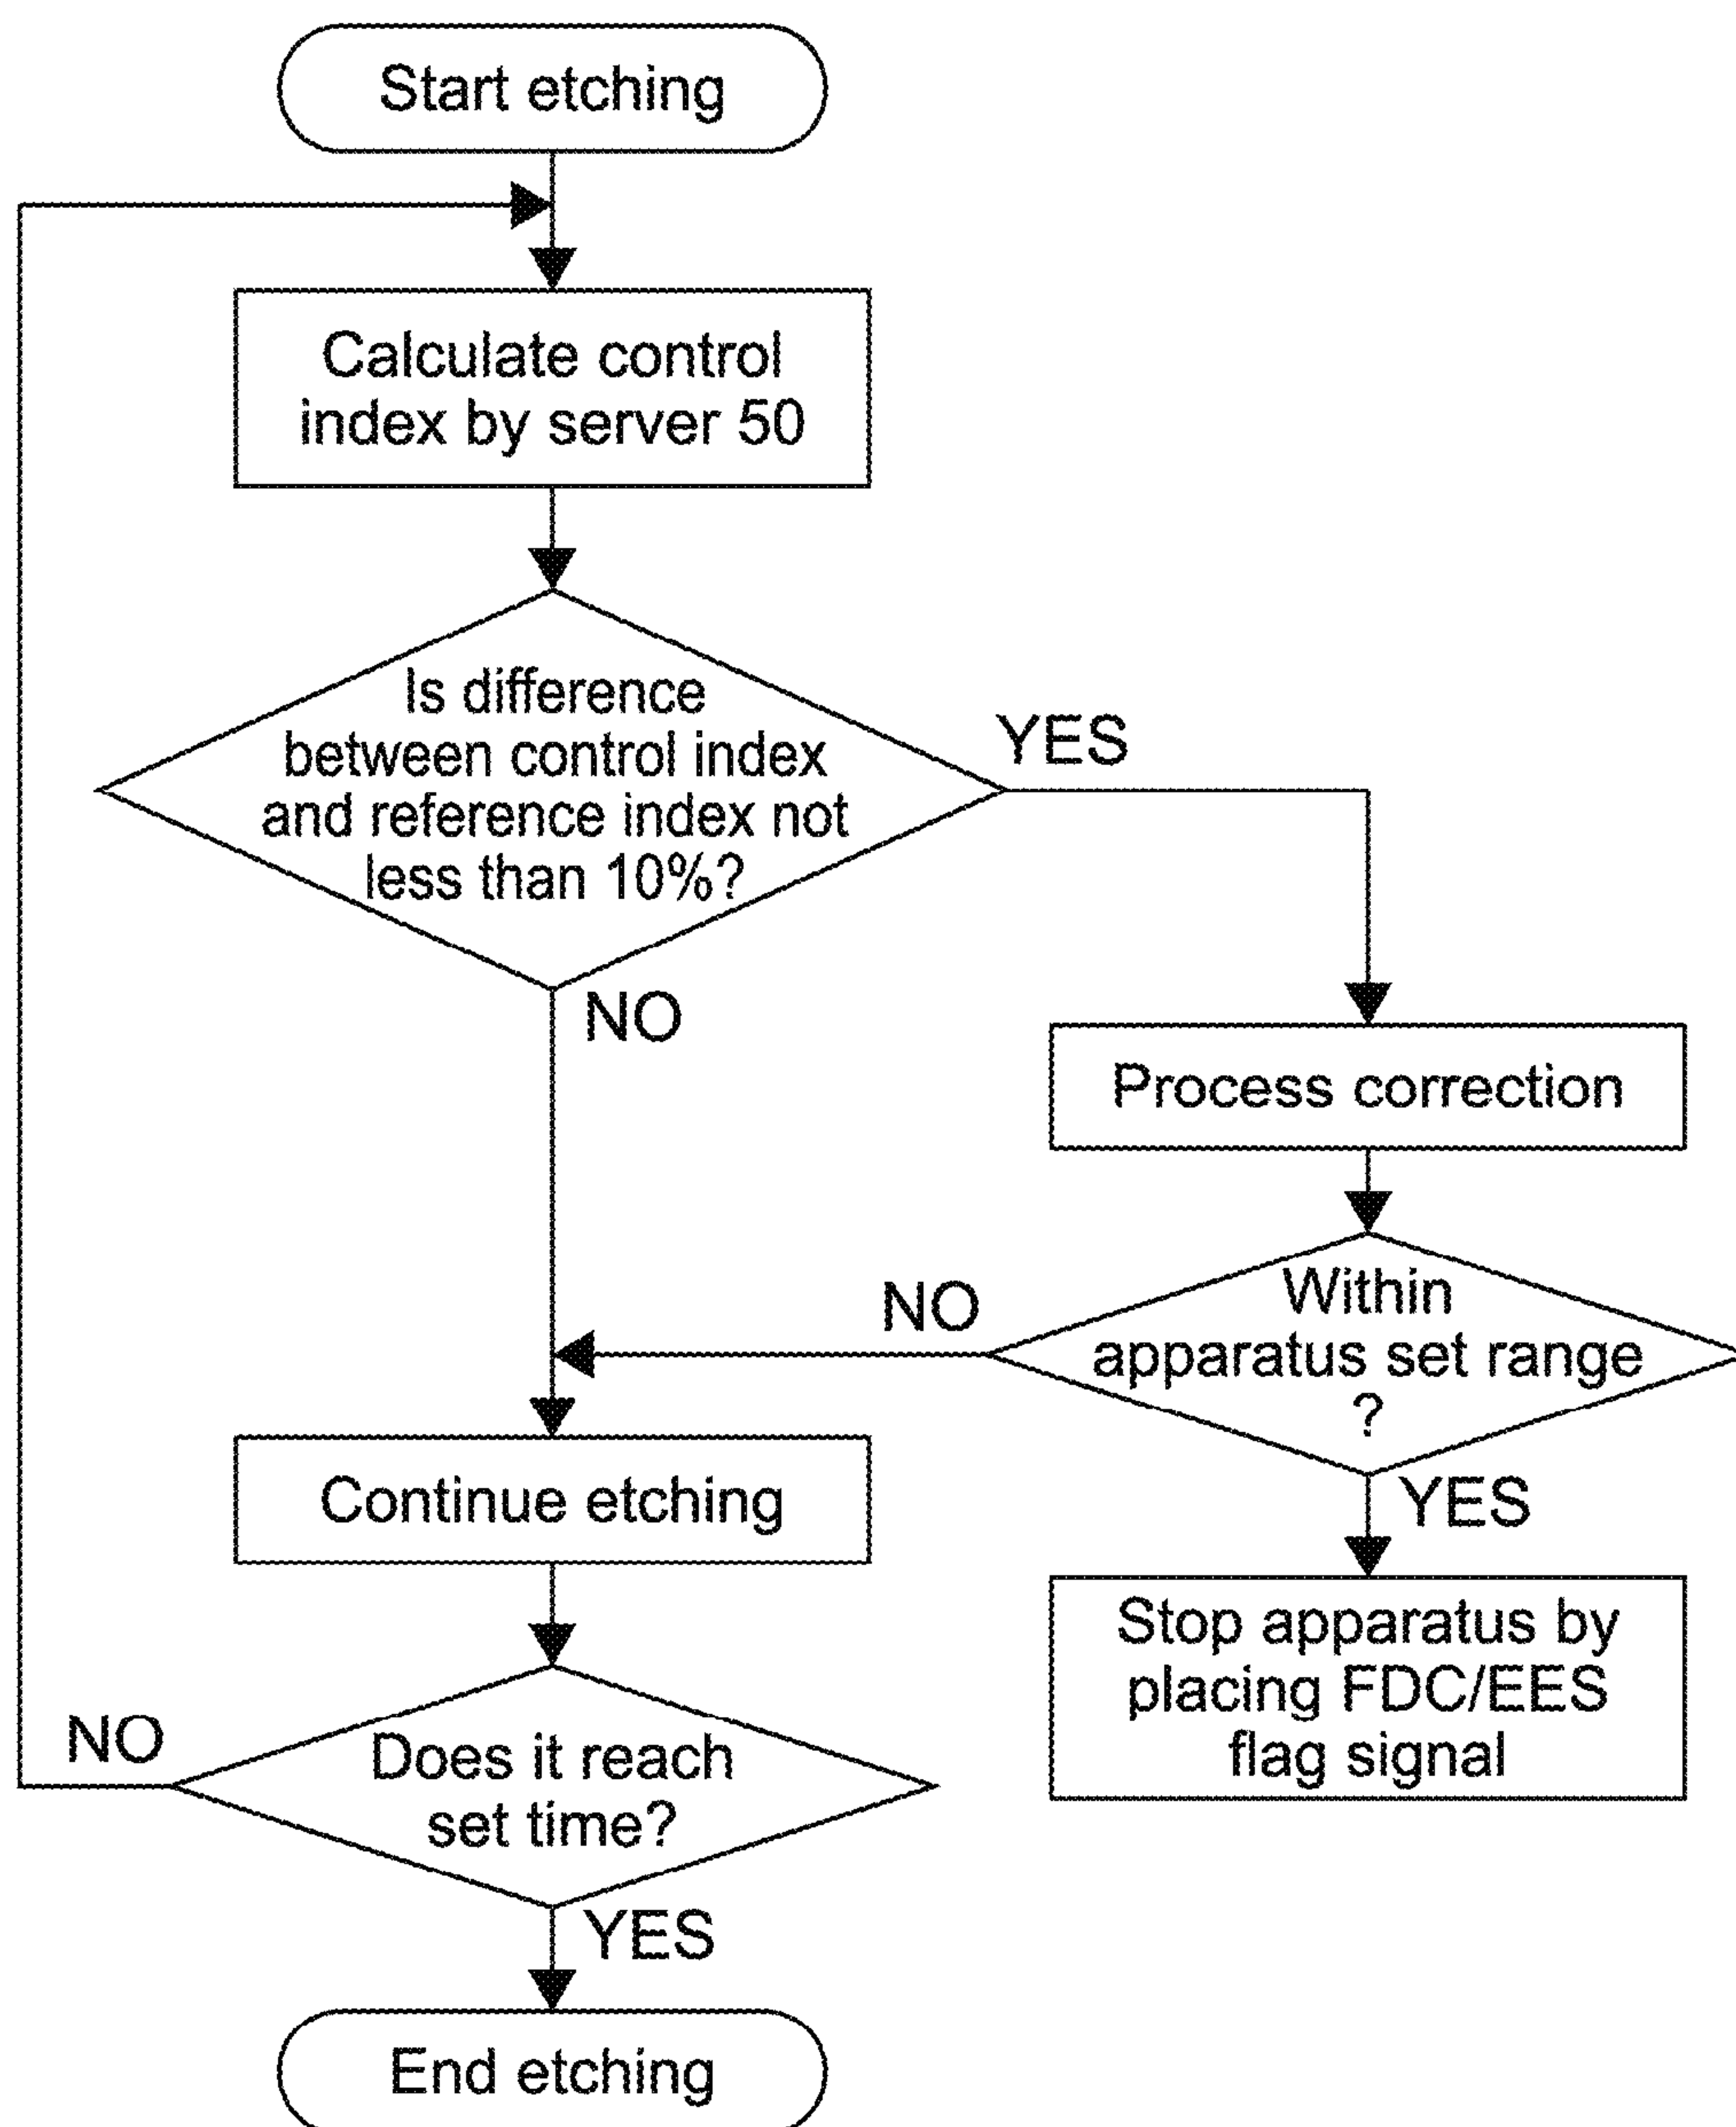 Start etching
Calculate control
index by server 50
Is difference
between control index
and reference index not
less than 10%?
YES
NO
Process correction
Within
apparatus set range
?
NO
YES
Continue etching
Stop apparatus by
placing FDC/EES
flag signal
Does it reach
set time?
NO
YES
End etching